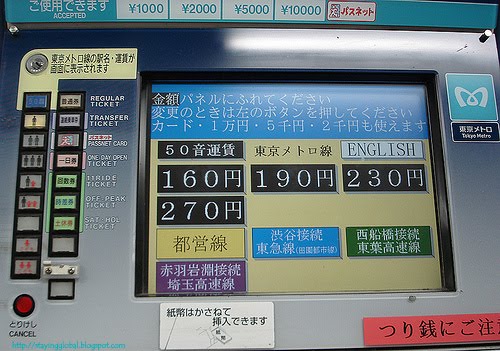 ご使用できます
ACCEPTED
¥1000
¥2000
¥5000
¥10000
パスネット
東京メトロ線の駅名・運賃が
画面に表示されます
普通券
REGULAR
TICKET
TRANSFER
TICKET
パスネット
PASSNET CARD
一日券
ONE-DAY OPEN
TICKET
回数券
11RIDE
TICKET
時差券
OFF-PEAK
TICKET
土休券
SAT-HOL
TICKET
とりけし
CANCEL
金額パネルにふれてください
変更のときは左のボタンを押してください
カード・1万円・5千円・2千円も使えます
50音運賃
東京メトロ線
ENGLISH
160円
190円
230円
270円
都営線
渋谷接続
東急線(田園都市線)
西船橋接続
東葉高速線
赤羽岩淵接続
埼玉高速線
東京メトロ
Tokyo Metro
紙幣はかさねて
挿入できます
紙幣
つり銭にご注
http://stayingglobal.blogspot.com